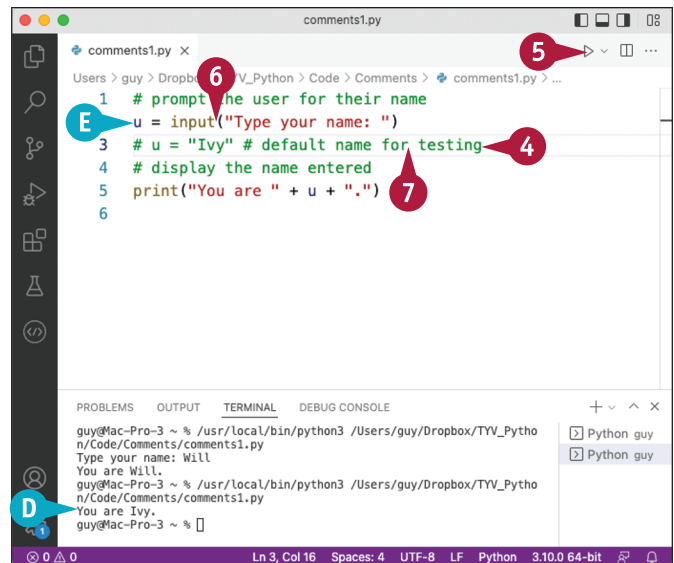 comments1.py
comments1.py ×
5
Users > guy > Dropbox > TYV_Python > Code > Comments > comments1.py > ...
6
1 # prompt the user for their name
E
2 u = input("Type your name: ")
3 # u = "Ivy" # default name for testing
4
4 # display the name entered
5 print("You are " + u + ".")
7
6
PROBLEMS OUTPUT TERMINAL DEBUG CONSOLE
guy@Mac-Pro-3 ~ % /usr/local/bin/python3 /Users/guy/Dropbox/TYV_Pytho
n/Code/Comments/comments1.py
Type your name: Will
You are Will.
guy@Mac-Pro-3 ~ % /usr/local/bin/python3 /Users/guy/Dropbox/TYV_Pytho
n/Code/Comments/comments1.py
D
You are Ivy.
guy@Mac-Pro-3 ~ %
Python guy
Python guy
1
0 0 Ln 3, Col 16 Spaces: 4 UTF-8 LF Python 3.10.0 64-bit